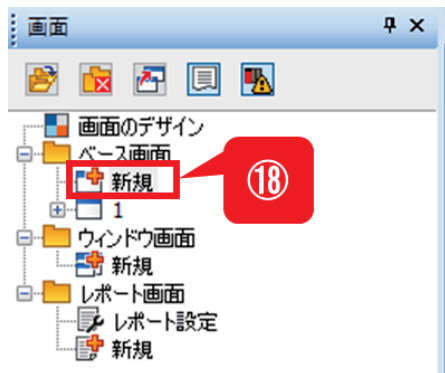 画面
画面のデザイン
ベース画面
新規
⑱
1
ウィンドウ画面
新規
レポート画面
レポート設定
新規